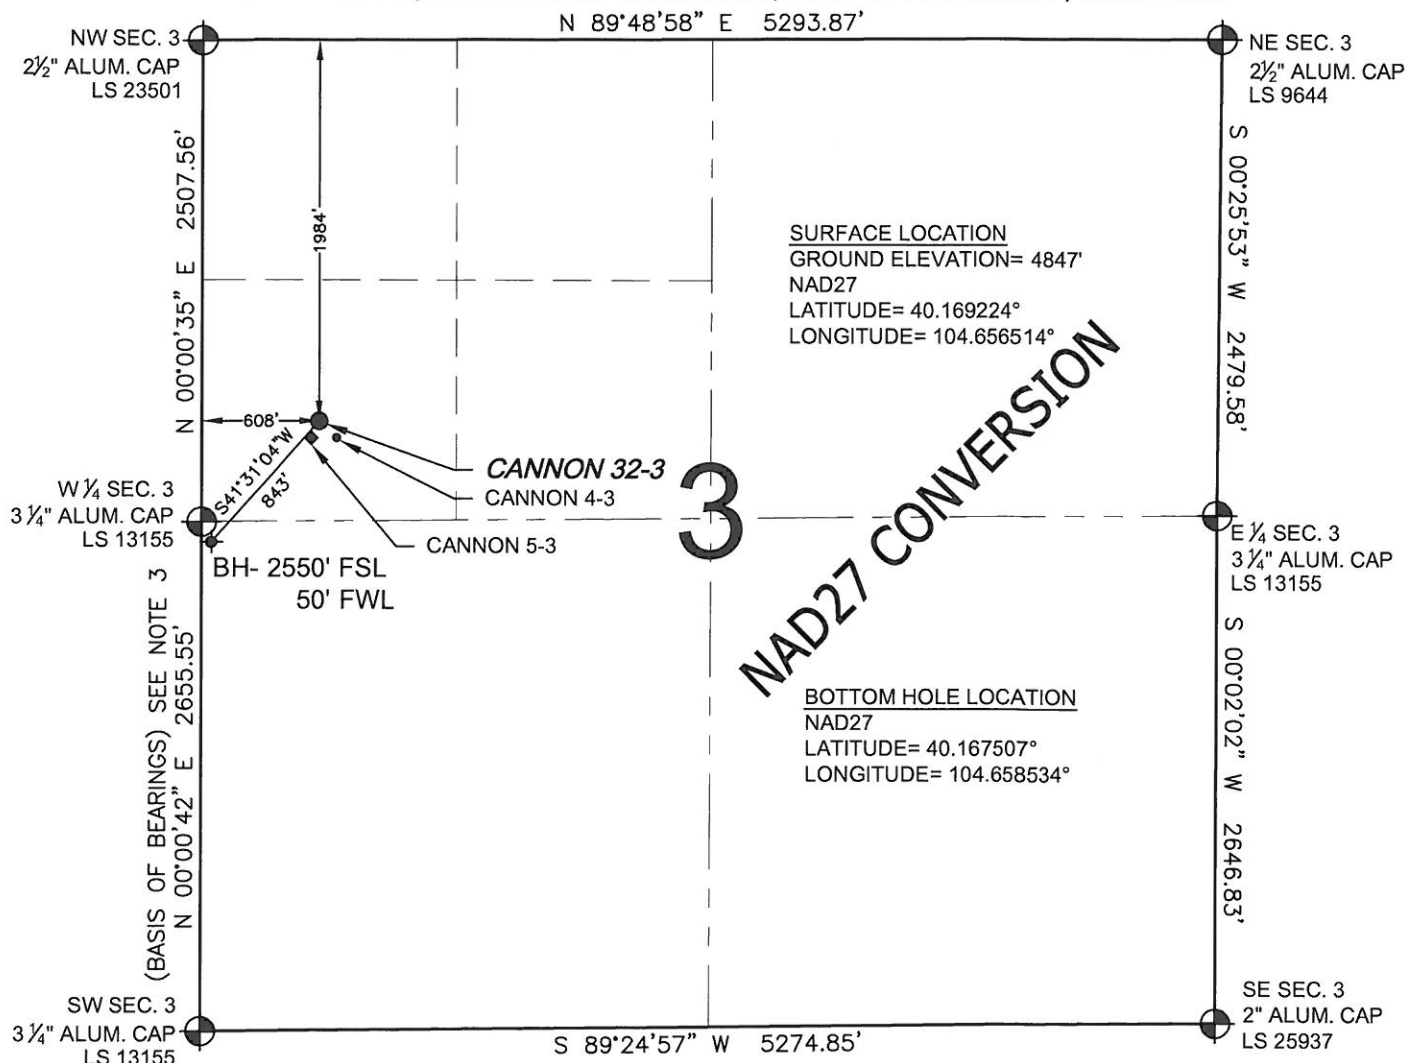 N 89°48'58" E 5293.87'
NW SEC. 3
2½" ALUM. CAP
LS 23501
NE SEC. 3
2½" ALUM. CAP
LS 9644
N 00°00'35" E 2507.56'
1984'
S 00°25'53" W 2479.58'
SURFACE LOCATION
GROUND ELEVATION= 4847'
NAD27
LATITUDE= 40.169224°
LONGITUDE= 104.656514°
NAD27 CONVERSION
608'
S41°31'04"W
843'
CANNON 32-3
CANNON 4-3
CANNON 5-3
3
W ¼ SEC. 3
3 ¼" ALUM. CAP
LS 13155
E ¼ SEC. 3
3 ¼" ALUM. CAP
LS 13155
BH- 2550' FSL
50' FWL
(BASIS OF BEARINGS) SEE NOTE 3
N 00°00'42" E 2655.55'
S 00°02'02" W 2646.83'
BOTTOM HOLE LOCATION
NAD27
LATITUDE= 40.167507°
LONGITUDE= 104.658534°
SW SEC. 3
3 ¼" ALUM. CAP
LS 13155
SE SEC. 3
2" ALUM. CAP
LS 25937
S 89°24'57" W 5274.85'